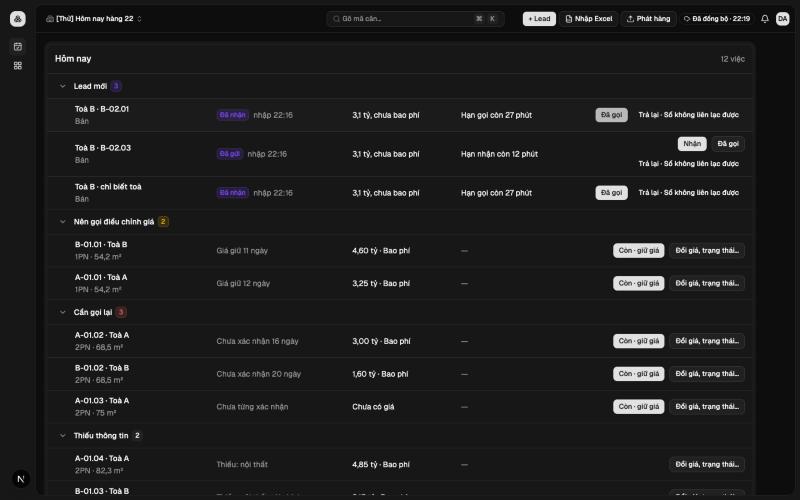 [Thử] Hôm nay hàng 22
Gõ mã căn...
⌘ K
+ Lead
Nhập Excel
Phát hàng
Đã đồng bộ · 22:19
DA
Hôm nay
12 việc
Lead mới 3
Toà B · B-02.01
Bán
Đã nhận nhập 22:16
3,1 tỷ, chưa bao phí
Hạn gọi còn 27 phút
Đã gọi
Trả lại · Số không liên lạc được
Toà B · B-02.03
Bán
Đã gửi nhập 22:16
3,1 tỷ, chưa bao phí
Hạn nhận còn 12 phút
Nhận
Đã gọi
Trả lại · Số không liên lạc được
Toà B · chỉ biết toà
Bán
Đã nhận nhập 22:16
3,1 tỷ, chưa bao phí
Hạn gọi còn 27 phút
Đã gọi
Trả lại · Số không liên lạc được
Nên gọi điều chỉnh giá 2
B-01.01 · Toà B
1PN · 54,2 m²
Giá giữ 11 ngày
4,60 tỷ · Bao phí
—
Còn · giữ giá
Đổi giá, trạng thái...
A-01.01 · Toà A
1PN · 54,2 m²
Giá giữ 12 ngày
3,25 tỷ · Bao phí
—
Còn · giữ giá
Đổi giá, trạng thái...
Cần gọi lại 3
A-01.02 · Toà A
2PN · 68,5 m²
Chưa xác nhận 16 ngày
3,00 tỷ · Bao phí
—
Còn · giữ giá
Đổi giá, trạng thái...
B-01.02 · Toà B
2PN · 68,5 m²
Chưa xác nhận 20 ngày
1,60 tỷ · Bao phí
—
Còn · giữ giá
Đổi giá, trạng thái...
A-01.03 · Toà A
2PN · 75 m²
Chưa từng xác nhận
Chưa có giá
—
Còn · giữ giá
Đổi giá, trạng thái...
Thiếu thông tin 2
A-01.04 · Toà A
2PN · 82,3 m²
Thiếu: nội thất
4,85 tỷ · Bao phí
—
Đổi giá, trạng thái...
B-01.03 · Toà B
Đổi giá, trạng thái...
N